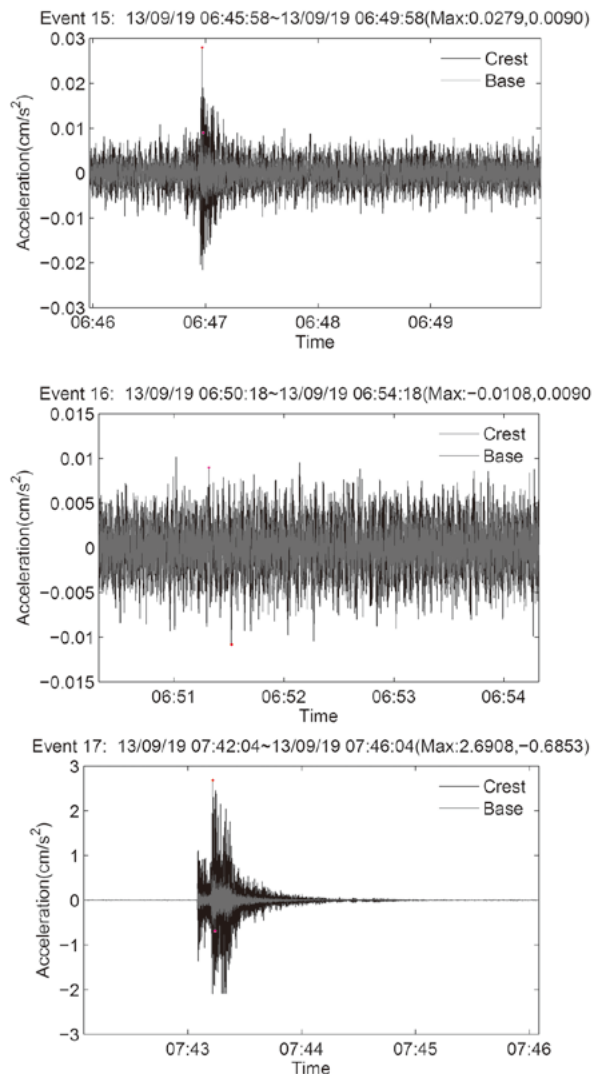 Event 15:  13/09/19 06:45:58~13/09/19 06:49:58(Max:0.0279,0.0090)
0.03
0.02
0.01
0
−0.01
−0.02
−0.03
Acceleration(cm/s²)
Crest
Base
06:46 06:47 06:48 06:49
Time
Event 16:  13/09/19 06:50:18~13/09/19 06:54:18(Max:−0.0108,0.0090
0.015
0.01
0.005
0
−0.005
−0.01
−0.015
Acceleration(cm/s²)
Crest
Base
06:51 06:52 06:53 06:54
Time
Event 17:  13/09/19 07:42:04~13/09/19 07:46:04(Max:2.6908,−0.6853)
3
2
1
0
−1
−2
−3
Acceleration(cm/s²)
Crest
Base
07:43 07:44 07:45 07:46
Time